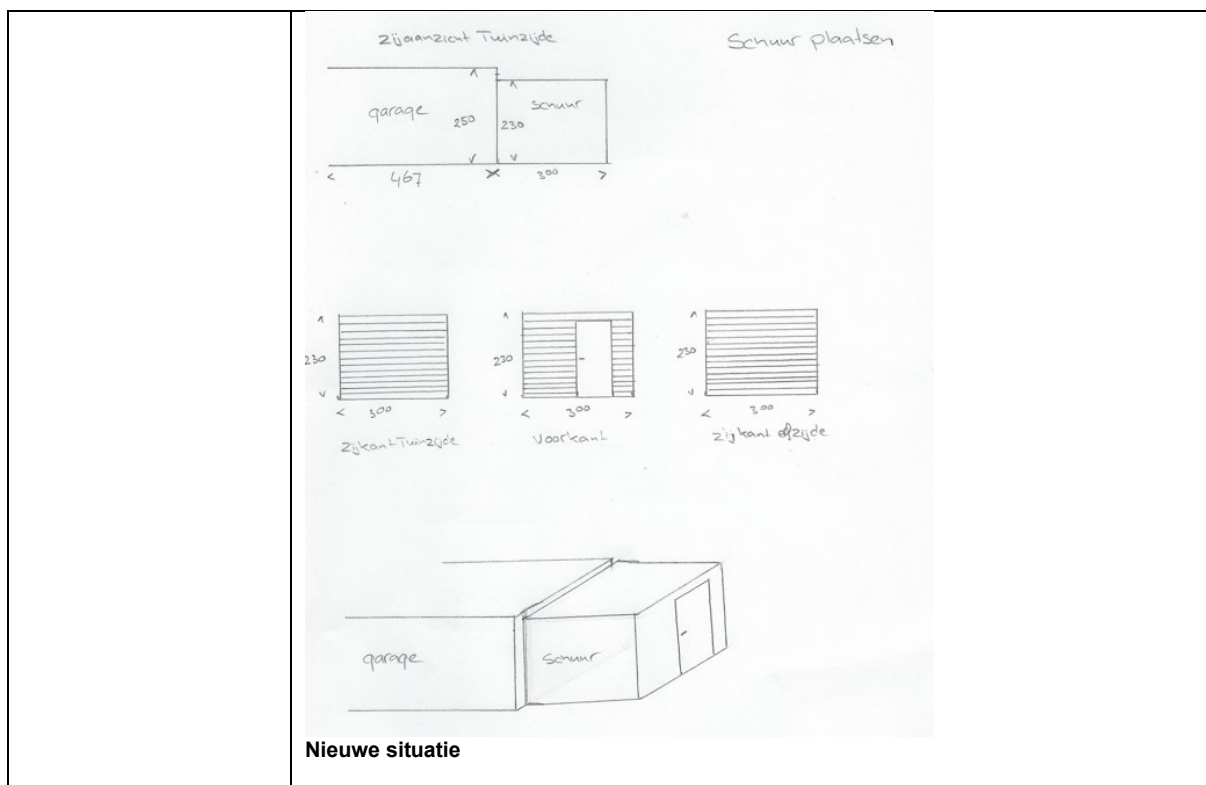 zijaanzicht Tuinzijde
Schuur plaatsen
garage
schuur
250
230
467
300
230
230
230
300
300
300
zijkant Tuinzijde
Voorkant
zijkant erfzijde
garage
schuur
Nieuwe situatie